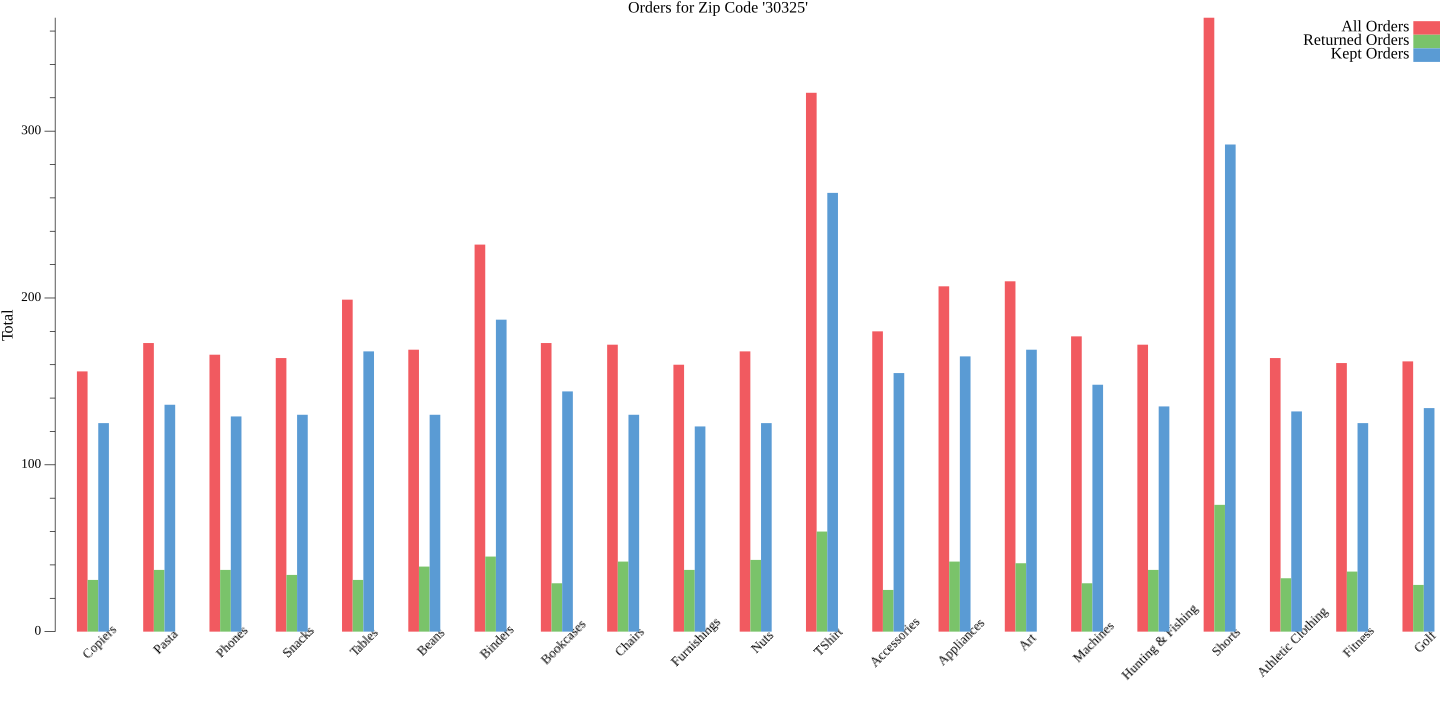 Orders for Zip Code '30325'
All Orders
Returned Orders
Kept Orders
Total
300
200
100
0
Copiers
Pasta
Phones
Snacks
Tables
Beans
Binders
Bookcases
Chairs
Furnishings
Nuts
TShirt
Accessories
Appliances
Art
Machines
Hunting & Fishing
Shorts
Athletic Clothing
Fitness
Golf